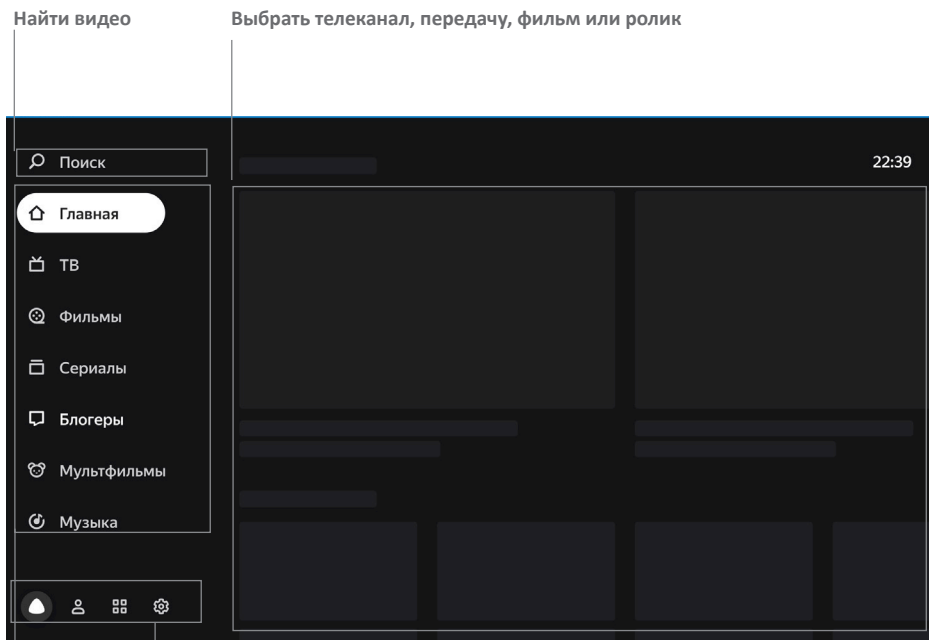 Найти видео
Выбрать телеканал, передачу, фильм или ролик
Поиск
22:39
Главная
ТВ
Фильмы
Сериалы
Блогеры
Мультфильмы
Музыка